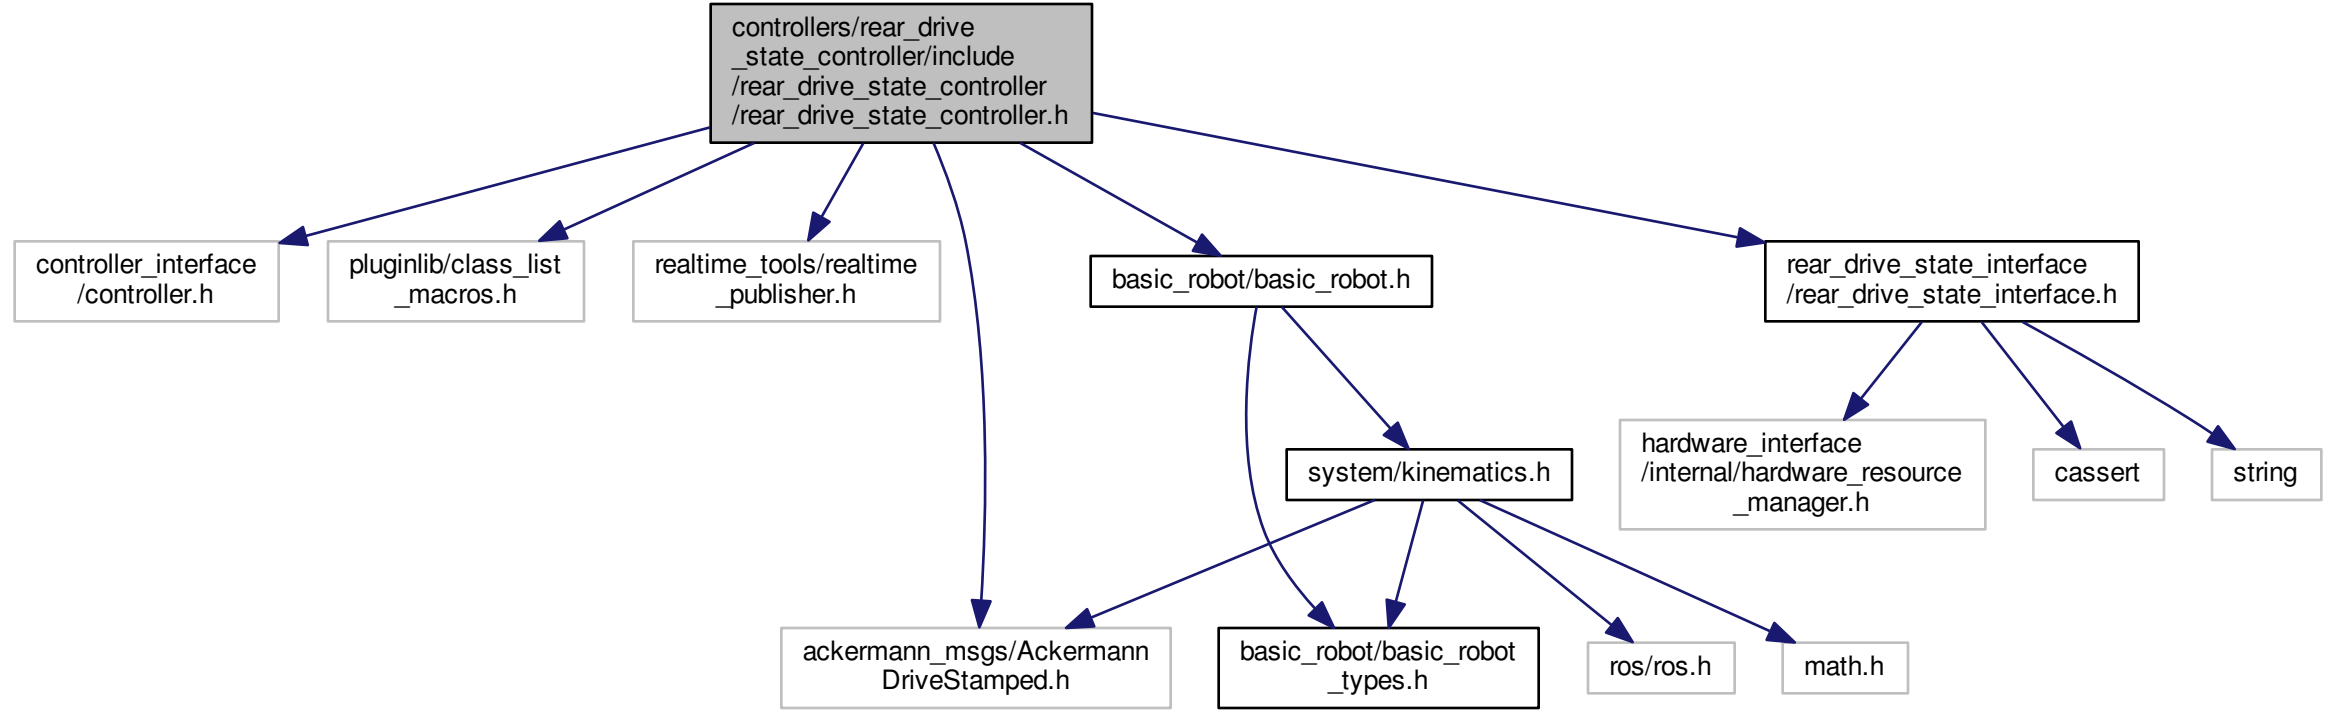 controllers/rear_drive
_state_controller/include
/rear_drive_state_controller
/rear_drive_state_controller.h
controller_interface
/controller.h
pluginlib/class_list
_macros.h
realtime_tools/realtime
_publisher.h
basic_robot/basic_robot.h
rear_drive_state_interface
/rear_drive_state_interface.h
system/kinematics.h
hardware_interface
/internal/hardware_resource
_manager.h
cassert
string
ackermann_msgs/Ackermann
DriveStamped.h
basic_robot/basic_robot
_types.h
ros/ros.h
math.h